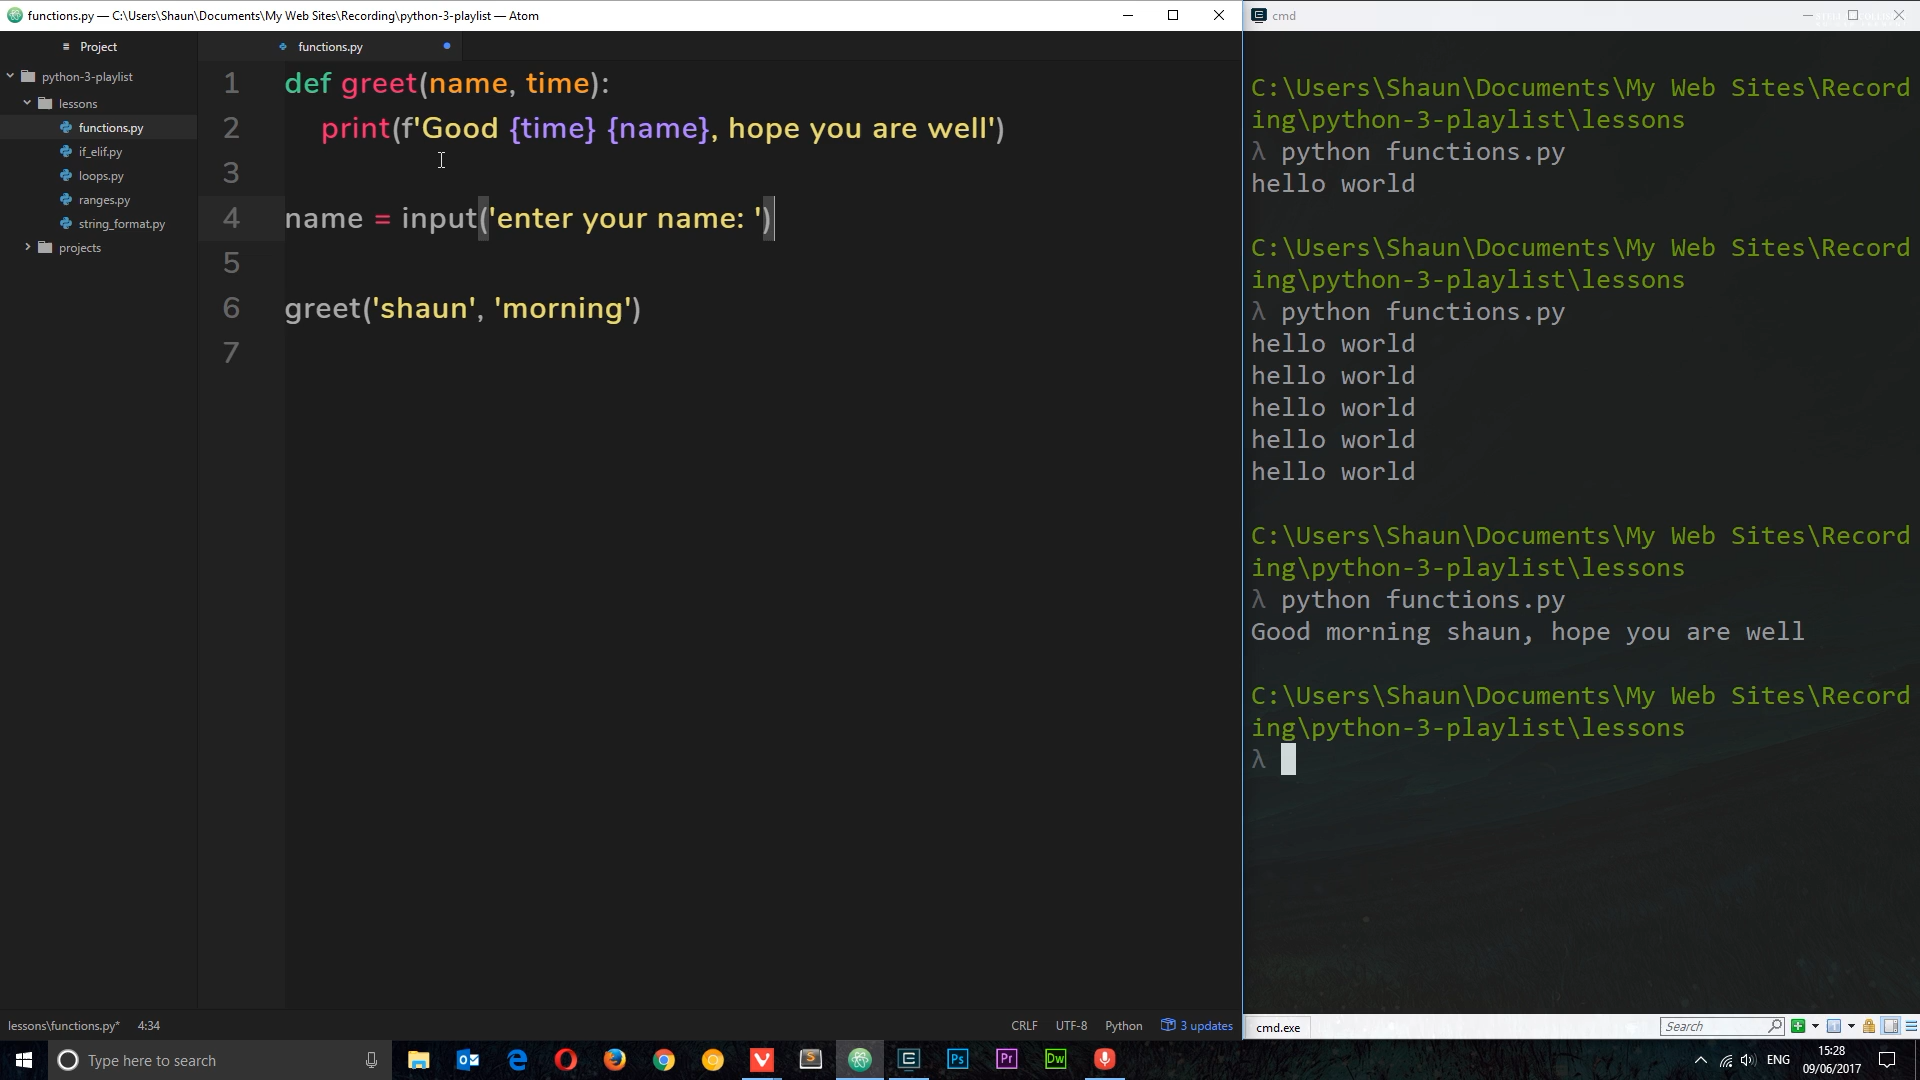 functions.py — C:\Users\Shaun\Documents\My Web Sites\Recording\python-3-playlist — Atom
Project
python-3-playlist
lessons
functions.py
if_elif.py
loops.py
ranges.py
string_format.py
projects
functions.py
1 def greet(name, time):
2 print(f'Good {time} {name}, hope you are well')
3
4 name = input('enter your name: ')
5
6 greet('shaun', 'morning')
7
lessons\functions.py* 4:34
CRLF UTF-8 Python 3 updates
cmd
C:\Users\Shaun\Documents\My Web Sites\Record
ing\python-3-playlist\lessons
λ python functions.py
hello world
C:\Users\Shaun\Documents\My Web Sites\Record
ing\python-3-playlist\lessons
λ python functions.py
hello world
hello world
hello world
hello world
hello world
C:\Users\Shaun\Documents\My Web Sites\Record
ing\python-3-playlist\lessons
λ python functions.py
Good morning shaun, hope you are well
C:\Users\Shaun\Documents\My Web Sites\Record
ing\python-3-playlist\lessons
λ
cmd.exe
Search
Type here to search
Ps Pr Dw
ENG
15:28
09/06/2017